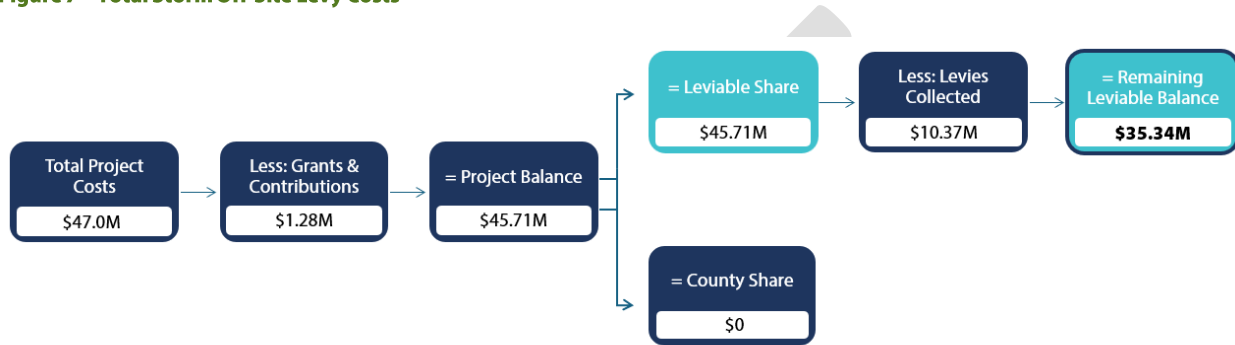 = Leviable Share
$45.71M
Less: Levies
Collected
$10.37M
= Remaining
Leviable Balance
$35.34M
Total Project
Costs
$47.0M
Less: Grants &
Contributions
$1.28M
= Project Balance
$45.71M
= County Share
$0